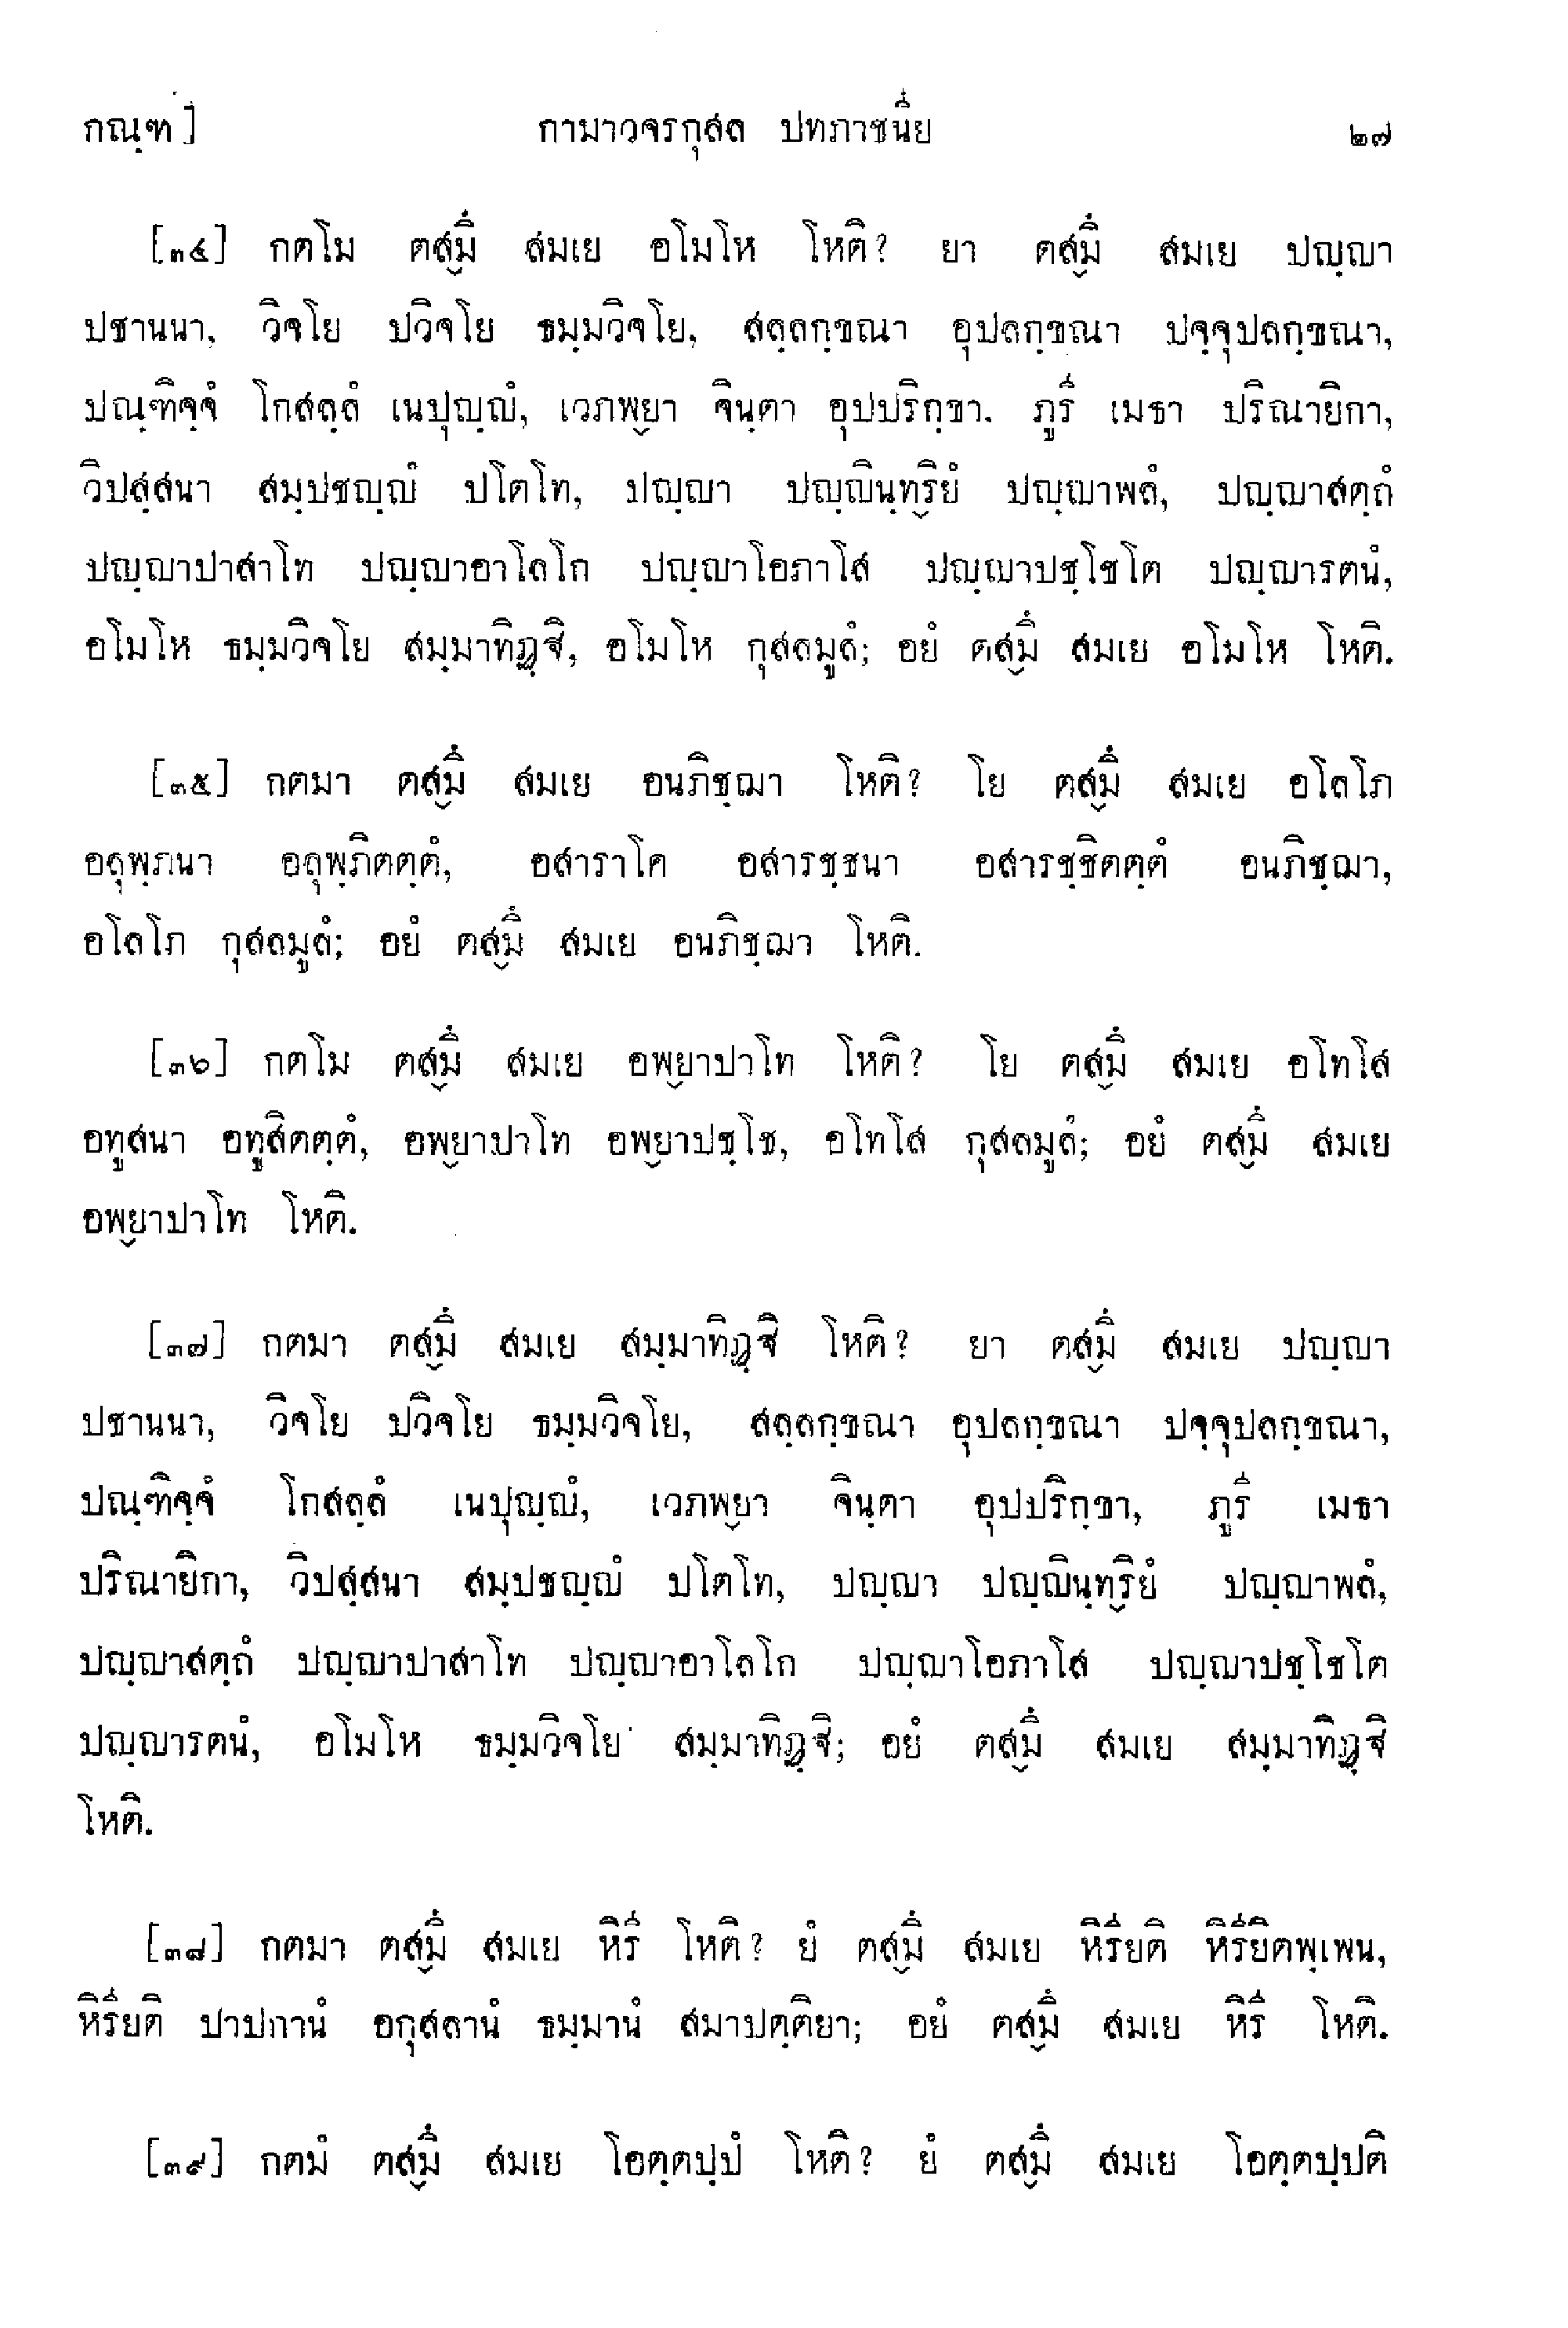 กณฺฑ ]	กามาวจรกุสล ปทภาชนีย	๒๗
[๓๔] กตโม ตสฺมึ๎ สมเย อโมโห โหติ? ยา ตสฺมึ๎ สมเย ปญฺญา
ปชานนา, วิจโย ปวิจโย ธมฺมวิจโย, สลฺลกฺขณา อุปลกฺขณา ปจฺจุปลกฺขณา,
ปณฺฑิจฺจํ โกสลฺลํ เนปุญฺญํ, เวภพฺยา จินฺตา อุปปริกฺขา. ภูรี เมธา ปริณายิกา,
วิปสฺสนา สมฺปชญฺญํ ปโตโท, ปญฺญา ปญฺญินฺทฺริยํ ปญฺญาพลํ, ปญฺญาสตฺถํ
ปญฺญาปาสาโท ปญฺญาอาโลโก ปญฺญาโอภาโส ปญฺญาปชฺโชโต ปญฺญารตนํ,
อโมโห ธมฺมวิจโย สมฺมาทิฏฺฐิ, อโมโห กุสลมูลํ; อยํ ตสฺมึ สมเย อโมโห โหติ.
[๓๕] กตมา ตสฺมึ สมเย อนภิชฺฌา โหติ? โย ตสฺมึ สมเย อโลโภ
อลุพฺภนา อลุพฺภิตตฺตํ, อสาราโค อสารชฺชนา อสารชฺชิตตฺตํ อนภิชฺฌา,
อโลโภ กุสลมูลํ; อยํ ตสฺมึ สมเย อนภิชฺฌา โหติ.
[๓๖] กตโม ตสฺมึ สมเย อพฺยาปาโท โหติ? โย ตสฺมึ สมเย อโทโส
อทูสนา อทูสิตตฺตํ, อพฺยาปาโท อพฺยาปชฺโช, อโทโส กุสลมูลํ; อยํ ตสฺมึ สมเย
อพฺยาปาโท โหติ.
[๓๗] กตมา ตสฺมึ สมเย สมฺมาทิฏฺฐิ โหติ? ยา ตสฺมึ สมเย ปญฺญา
ปชานนา, วิจโย ปวิจโย ธมฺมวิจโย, สลฺลกฺขณา อุปลกฺขณา ปจฺจุปลกฺขณา,
ปณฺฑิจฺจํ โกสลฺลํ เนปุญฺญํ, เวภพฺยา จินฺตา อุปปริกฺขา, ภูรี เมธา
ปริณายิกา, วิปสฺสนา สมฺปชญฺญํ ปโตโท, ปญฺญา ปญฺญินฺทฺริยํ ปญฺญาพลํ,
ปญฺญาสตฺถํ ปญฺญาปาสาโท ปญฺญาอาโลโก ปญฺญาโอภาโส ปญฺญาปชฺโชโต
ปญฺญารตนํ, อโมโห ธมฺมวิจโย สมฺมาทิฏฺฐิ; อยํ ตสฺมึ สมเย สมฺมาทิฏฺฐิ
โหติ.
[๓๘] กตมา ตสฺมึ สมเย หิรี โหติ? ยํ ตสฺมึ สมเย หิรียติ หิรียิตพฺเพน,
หิรียติ ปาปกานํ อกุสลานํ ธมฺมานํ สมาปตฺติยา; อยํ ตสฺมึ สมเย หิรี โหติ.
[๓๙] กตมํ ตสฺมึ สมเย โอตฺตปฺปํ โหติ? ยํ ตสฺมึ สมเย โอตฺตปฺปติ